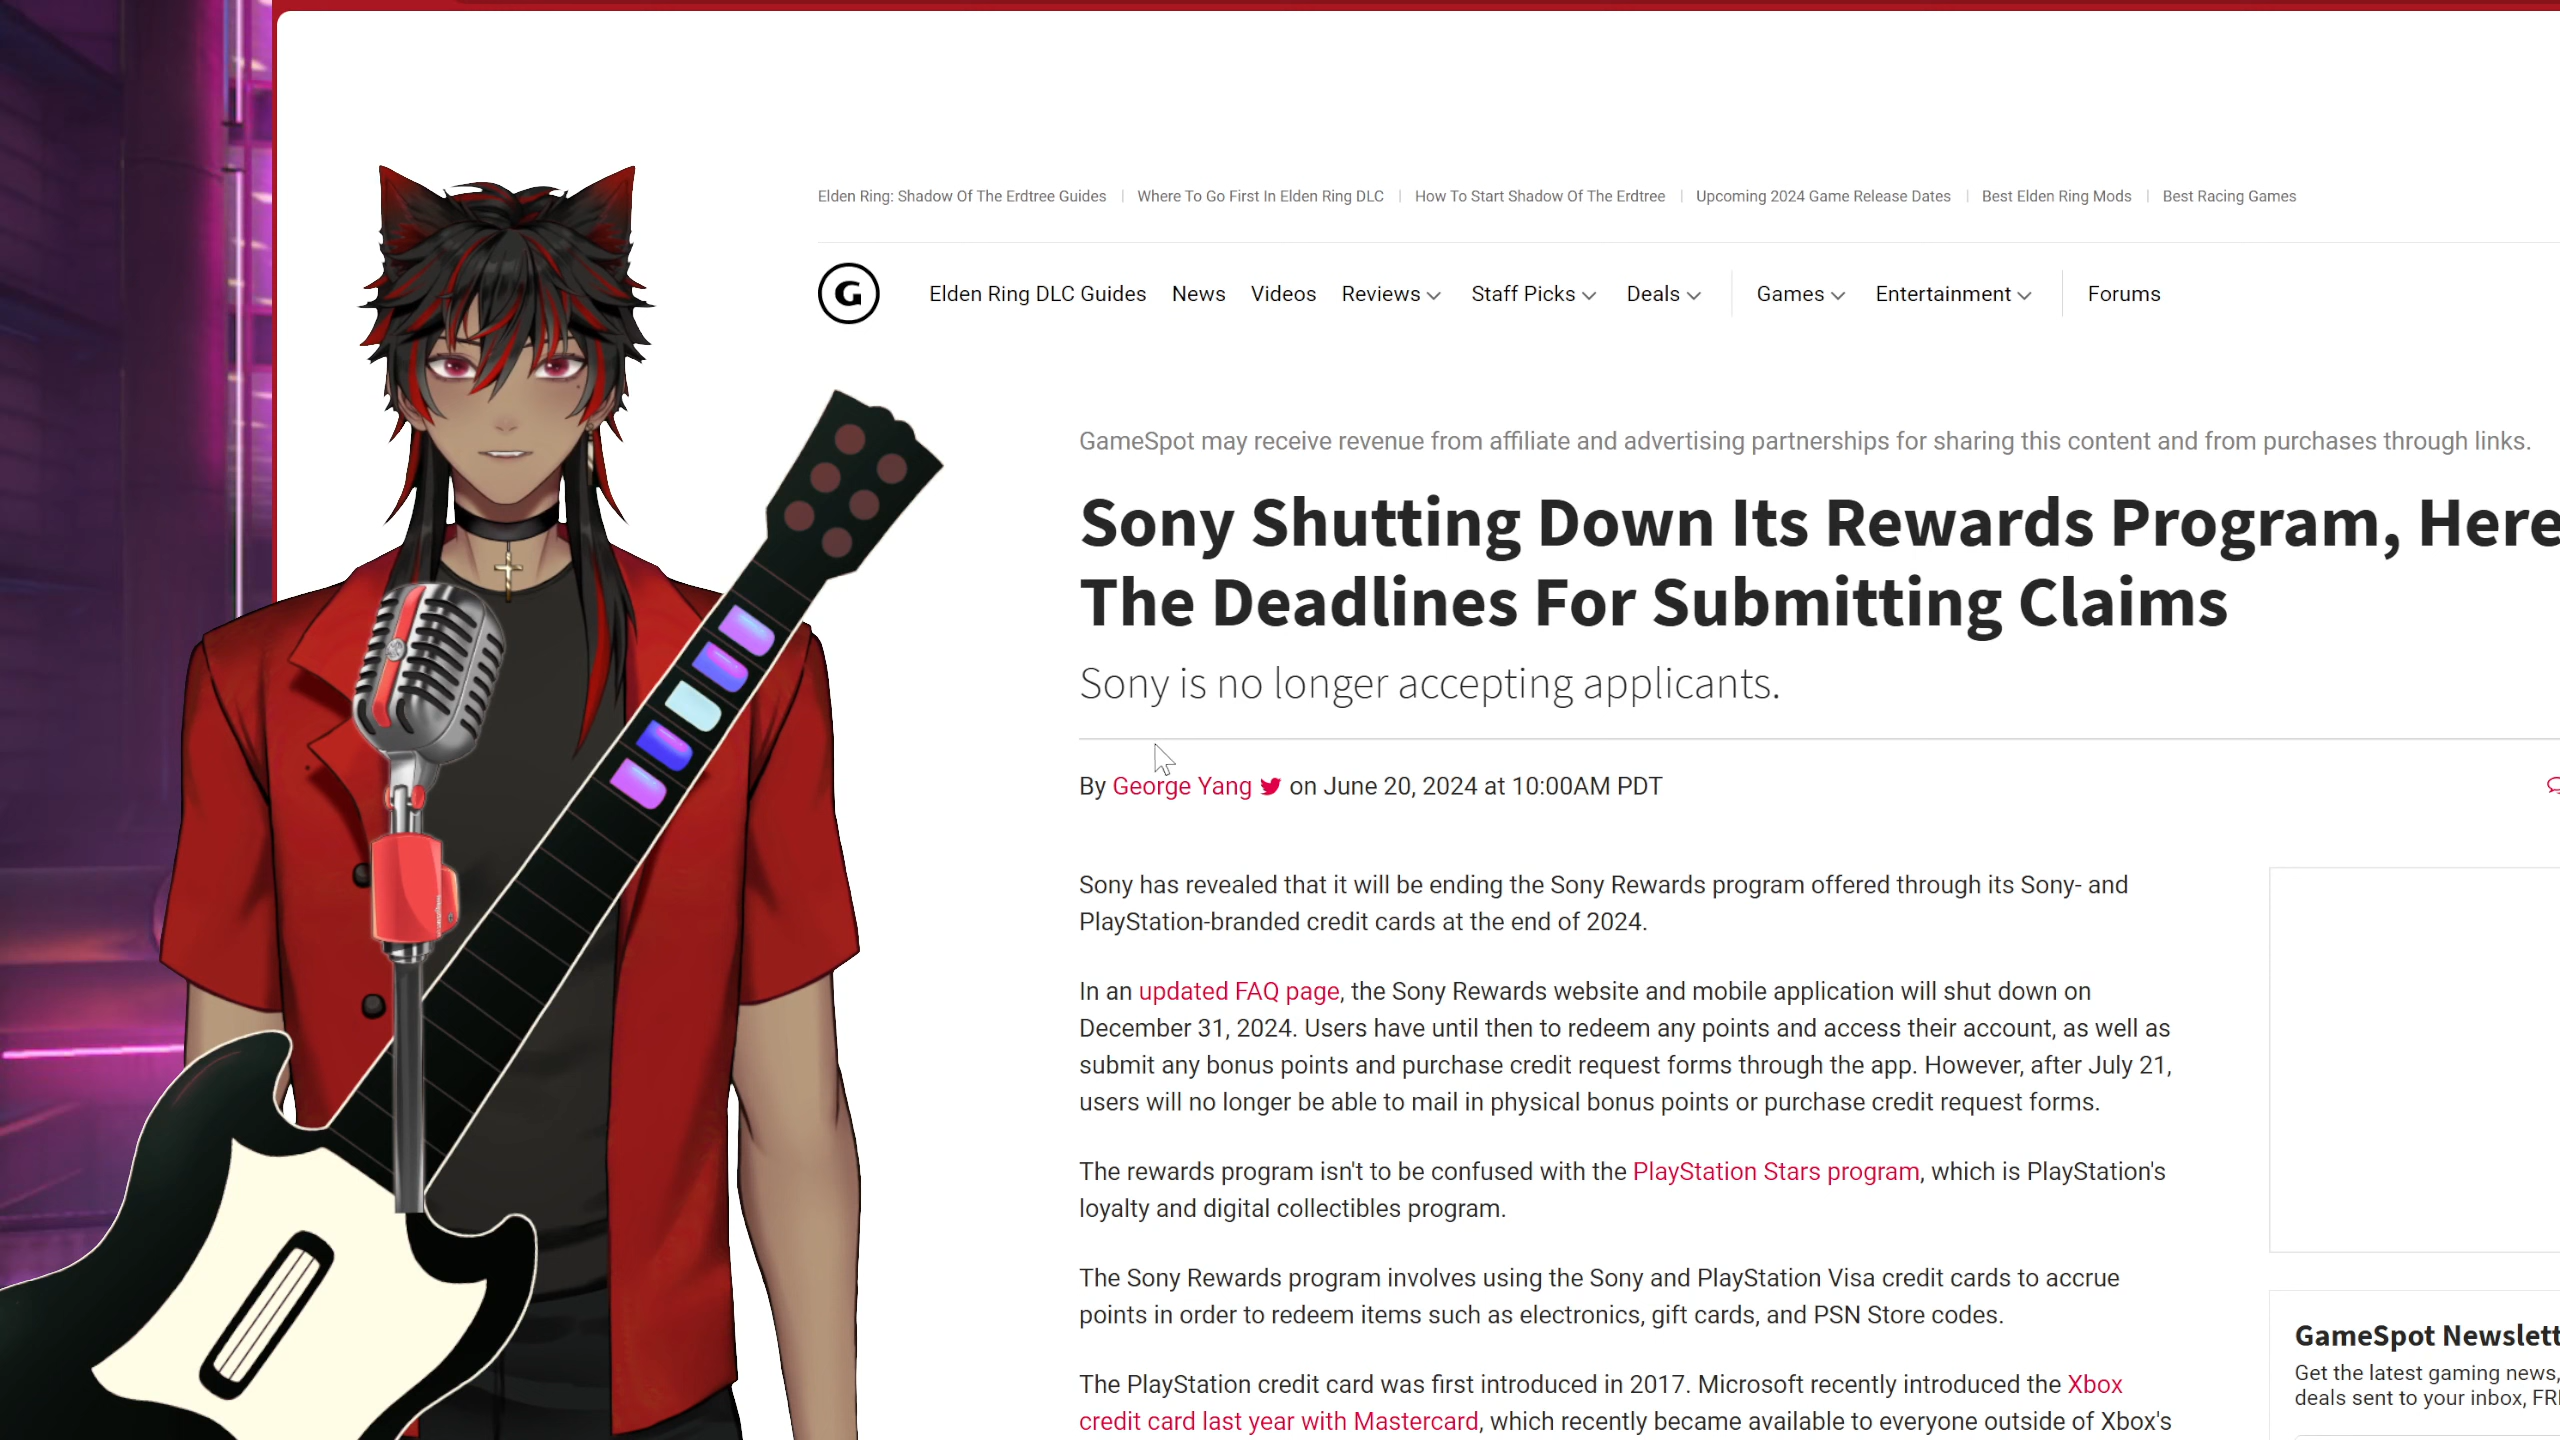 Elden Ring: Shadow Of The Erdtree Guides | Where To Go First In Elden Ring DLC | How To Start Shadow Of The Erdtree | Upcoming 2024 Game Release Dates | Best Elden Ring Mods | Best Racing Games
G Elden Ring DLC Guides News Videos Reviews Staff Picks Deals Games Entertainment Forums
GameSpot may receive revenue from affiliate and advertising partnerships for sharing this content and from purchases through links.
Sony Shutting Down Its Rewards Program, Here
The Deadlines For Submitting Claims
Sony is no longer accepting applicants.
By George Yang on June 20, 2024 at 10:00AM PDT
Sony has revealed that it will be ending the Sony Rewards program offered through its Sony- and
PlayStation-branded credit cards at the end of 2024.
In an updated FAQ page, the Sony Rewards website and mobile application will shut down on
December 31, 2024. Users have until then to redeem any points and access their account, as well as
submit any bonus points and purchase credit request forms through the app. However, after July 21,
users will no longer be able to mail in physical bonus points or purchase credit request forms.
The rewards program isn't to be confused with the PlayStation Stars program, which is PlayStation's
loyalty and digital collectibles program.
The Sony Rewards program involves using the Sony and PlayStation Visa credit cards to accrue
points in order to redeem items such as electronics, gift cards, and PSN Store codes.
The PlayStation credit card was first introduced in 2017. Microsoft recently introduced the Xbox
credit card last year with Mastercard, which recently became available to everyone outside of Xbox's
GameSpot Newslett
Get the latest gaming news,
deals sent to your inbox, FR